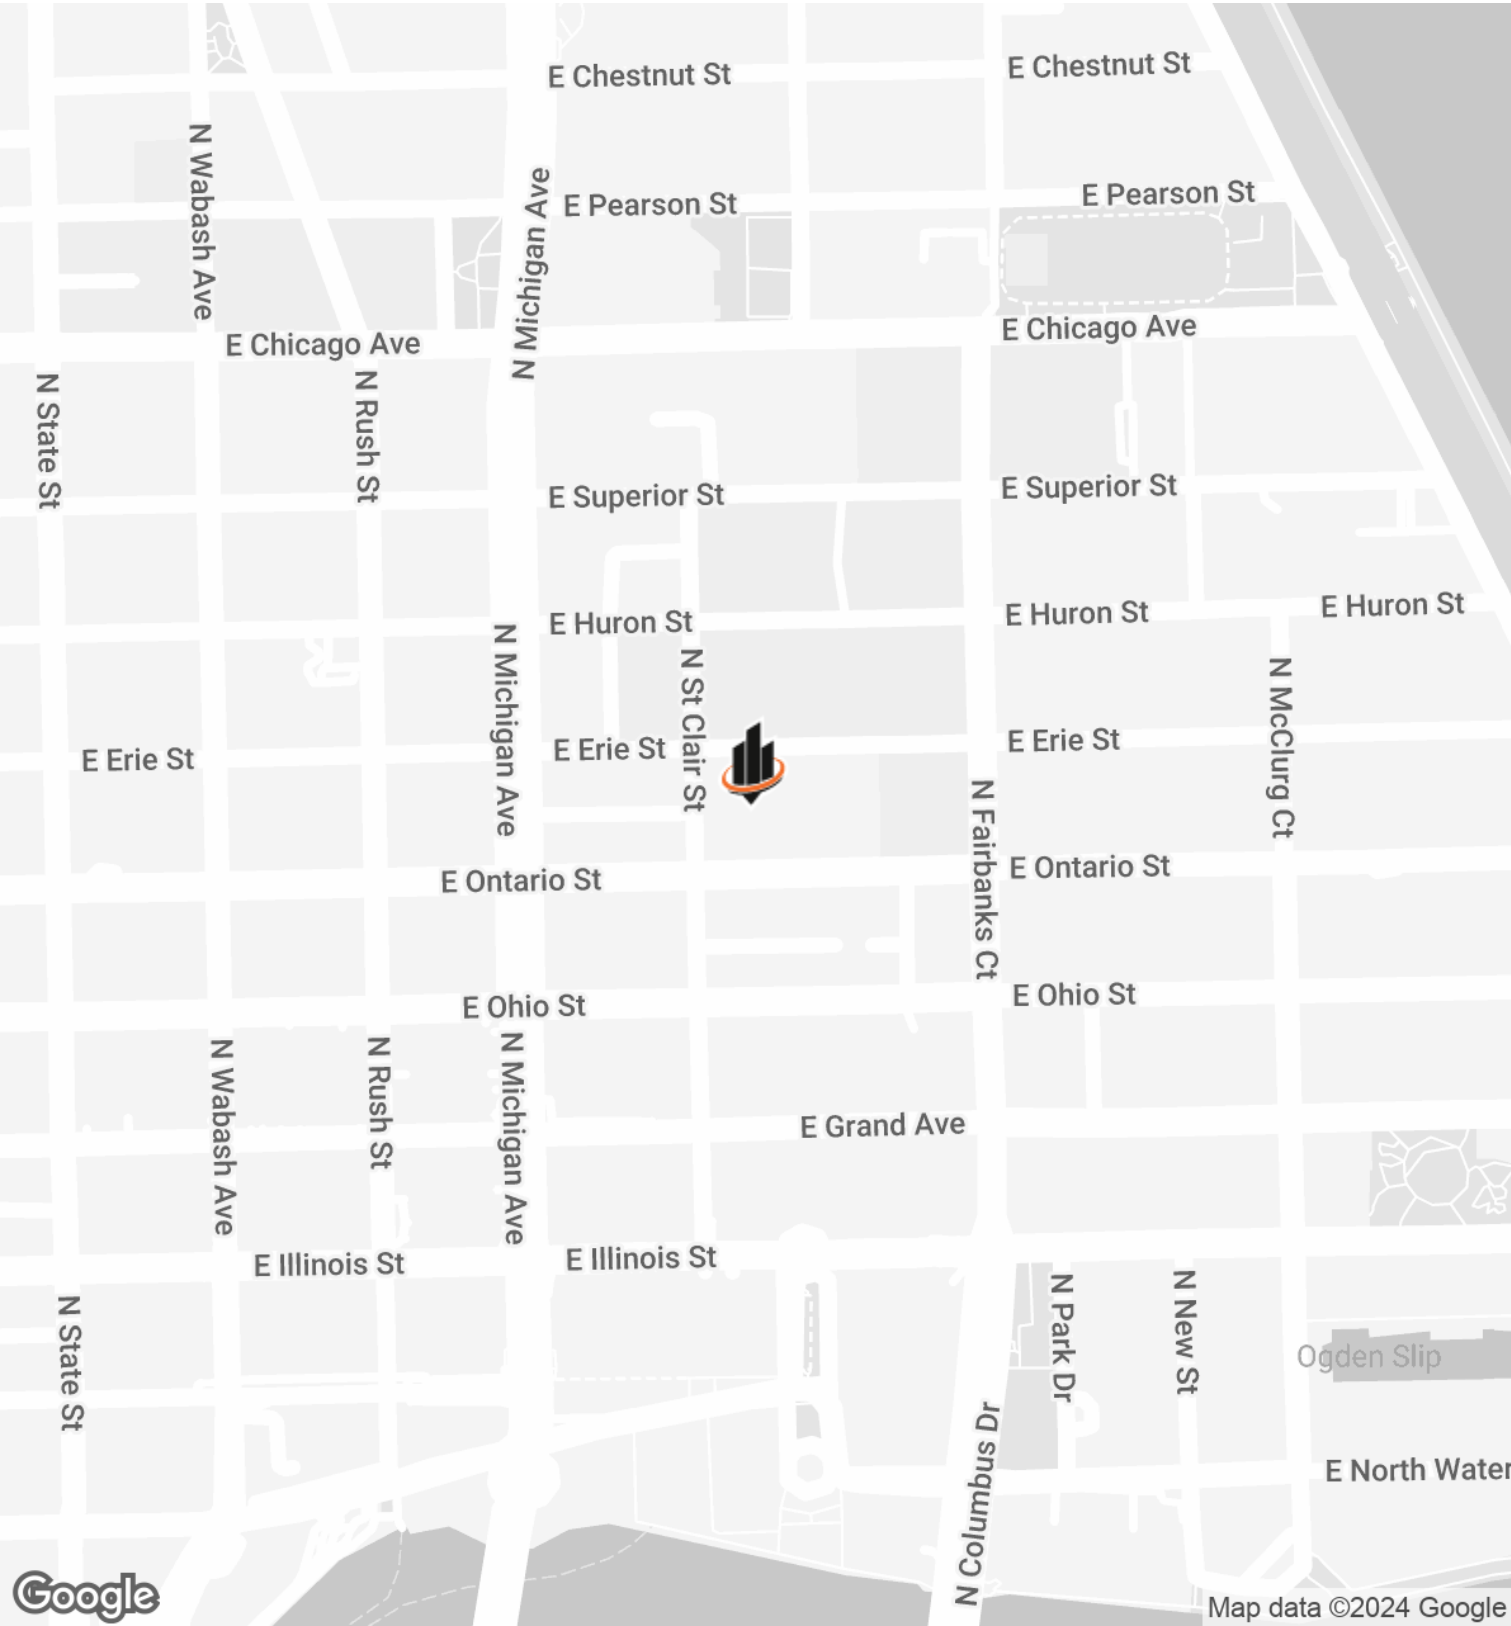 E Chestnut St
E Chestnut St
N Wabash Ave
N Michigan Ave
E Pearson St
E Pearson St
E Chicago Ave
E Chicago Ave
N State St
N Rush St
E Superior St
E Superior St
E Huron St
E Huron St
E Huron St
N Michigan Ave
N St Clair St
N McClurg Ct
E Erie St
E Erie St
E Erie St
N Fairbanks Ct
E Ontario St
E Ontario St
E Ohio St
E Ohio St
N Wabash Ave
N Rush St
N Michigan Ave
E Grand Ave
E Illinois St
E Illinois St
N State St
N Park Dr
N New St
Ogden Slip
N Columbus Dr
E North Water
Google
Map data ©2024 Google